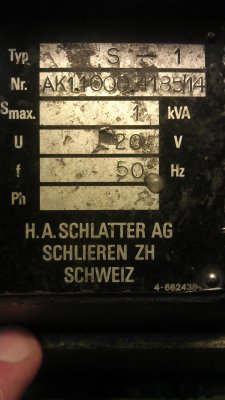 Typ. S - 1
Nr.
Smax. 1 kVA
U V
f 50 Hz
Ph
H.A. SCHLATTER AG
SCHLIEREN ZH
SCHWEIZ
4-662438